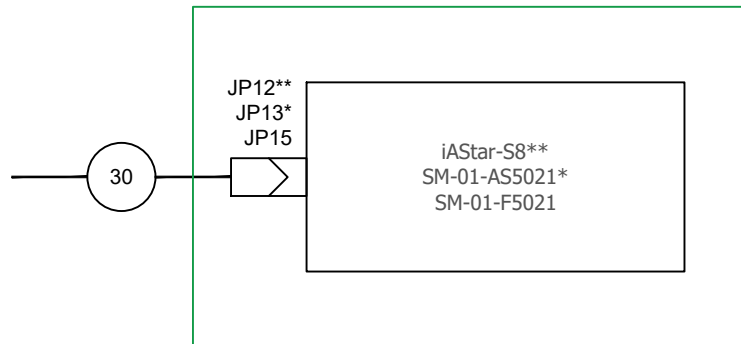 JP12**
JP13*
JP15
30
iAStar-S8**
SM-01-AS5021*
SM-01-F5021